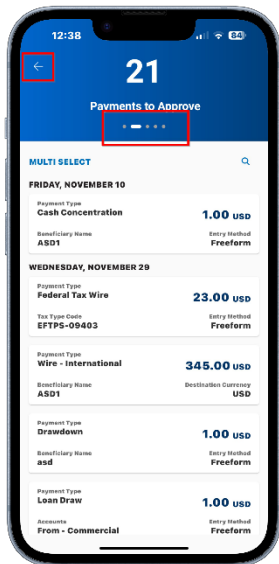 12:38
84
21
Payments to Approve
MULTI SELECT
FRIDAY, NOVEMBER 10
Payment Type
Cash Concentration
1.00 USD
Beneficiary Name
Entry Method
ASD1
Freeform
WEDNESDAY, NOVEMBER 29
Payment Type
Federal Tax Wire
23.00 USD
Tax Type Code
Entry Method
EFTPS-09403
Freeform
Payment Type
Wire - International
345.00 USD
Beneficiary Name
Destination Currency
ASD1
USD
Payment Type
Drawdown
1.00 USD
Beneficiary Name
Entry Method
asd
Freeform
Payment Type
Loan Draw
1.00 USD
Accounts
Entry Method
From - Commercial
Freeform